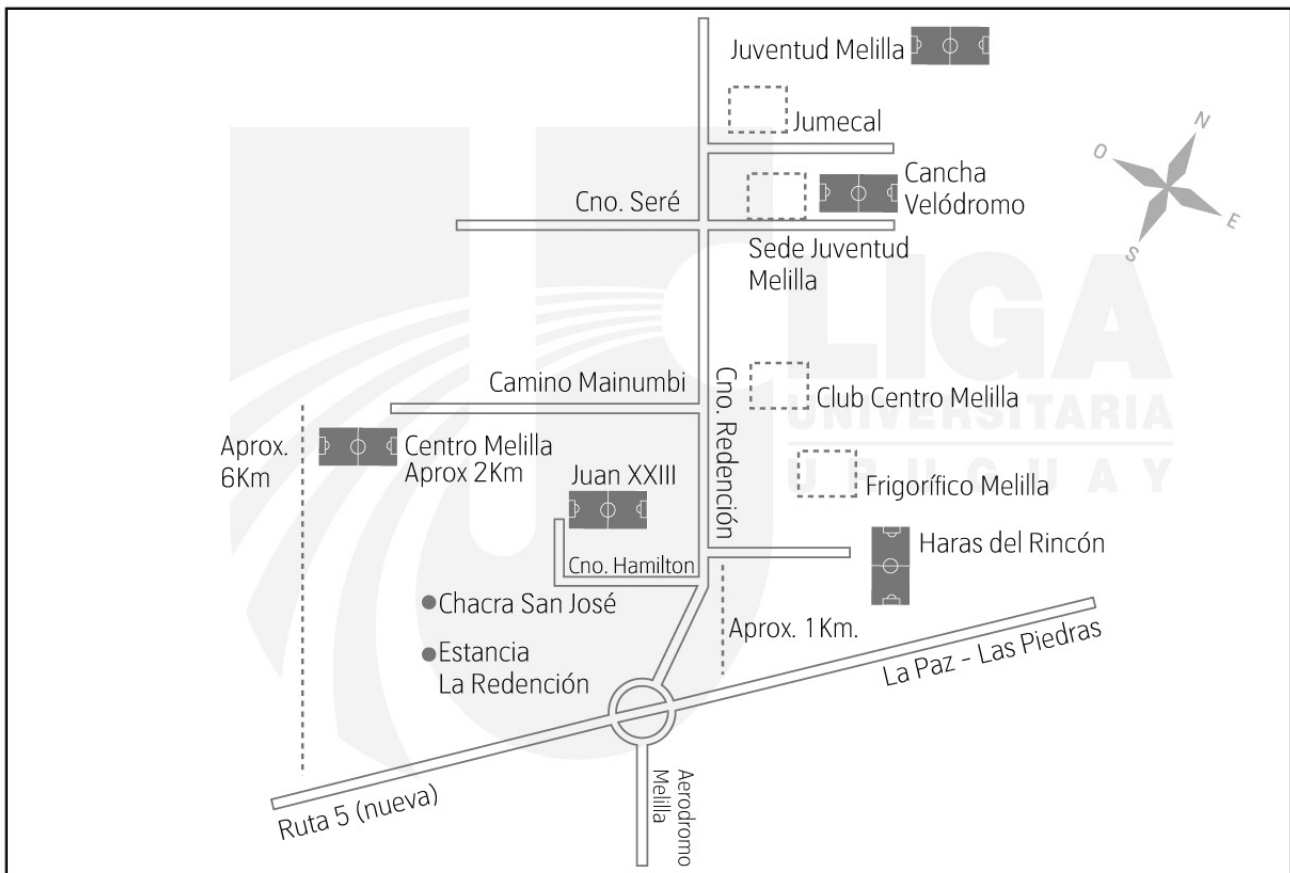 Juventud Melilla
Jumecal
N
O
E
S
Cancha
Velódromo
Cno. Seré
Sede Juventud
Melilla
LIGA
UNIVERSITARIA
URUGUAY
Camino Mainumbi
Cno. Redención
Club Centro Melilla
Aprox.
6Km
Centro Melilla
Aprox 2Km
Juan XXIII
Frigorífico Melilla
Haras del Rincón
Cno. Hamilton
Chacra San José
Aprox. 1Km.
Estancia
La Redención
La Paz - Las Piedras
Ruta 5 (nueva)
Aerodromo
Melilla